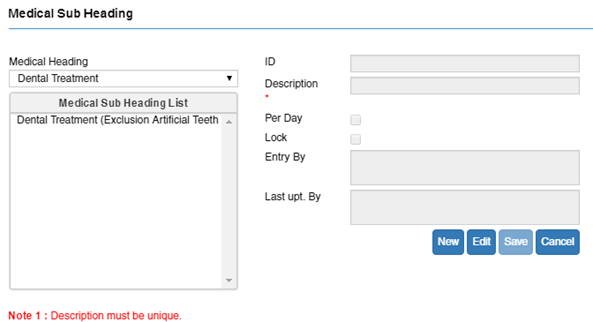 Medical Sub Heading
Medical Heading
Dental Treatment
Medical Sub Heading List
Dental Treatment (Exclusion Artificial Teeth
ID
Description
*
Per Day
Lock
Entry By
Last upt. By
New Edit Save Cancel
Note 1 : Description must be unique.